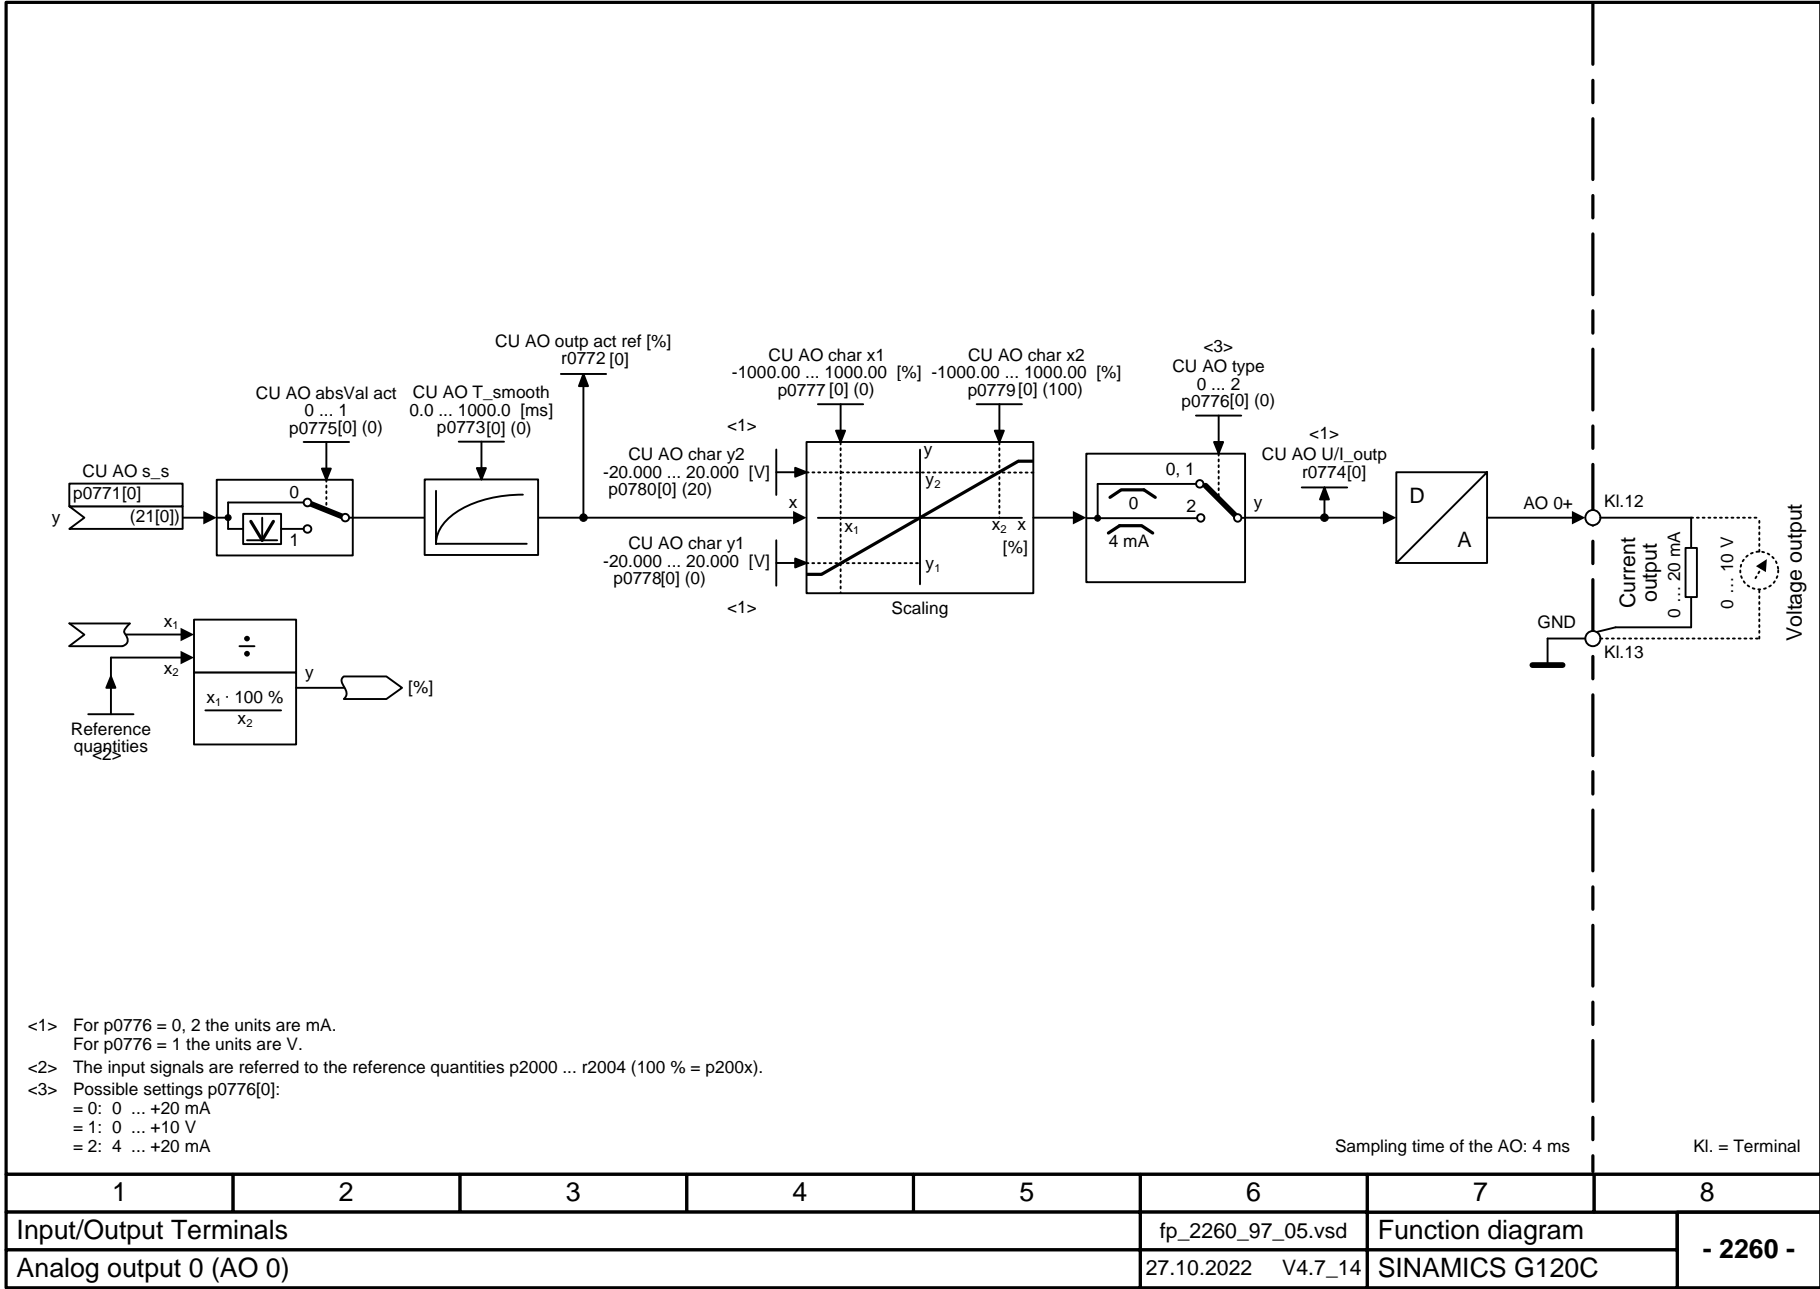 CU AO outp act ref [%]
r0772 [0]
CU AO absVal act
0 ... 1
p0775[0] (0)
CU AO T_smooth
0.0 ... 1000.0 [ms]
p0773[0] (0)
CU AO char x1
-1000.00 ... 1000.00 [%]
p0777 [0] (0)
CU AO char x2
-1000.00 ... 1000.00 [%]
p0779 [0] (100)
<3>
CU AO type
0 ... 2
p0776[0] (0)
<1>
CU AO char y2
-20.000 ... 20.000 [V]
p0780[0] (20)
<1>
CU AO U/I_outp
r0774[0]
CU AO s_s
p0771[0]
y
(21[0])
0
1
x
CU AO char y1
-20.000 ... 20.000 [V]
p0778[0] (0)
<1>
y
y2
x1
x2 x
[%]
y1
Scaling
0, 1
0
2
4 mA
y
D
A
AO 0+
Kl.12
Current output
0 ... 20 mA
0 ... 10 V
Voltage output
GND
Kl.13
x1
x2
÷
x1 · 100 %
x2
y
[%]
Reference
quantities
<2>
<1> For p0776 = 0, 2 the units are mA.
For p0776 = 1 the units are V.
<2> The input signals are referred to the reference quantities p2000 ... r2004 (100 % = p200x).
<3> Possible settings p0776[0]:
= 0: 0 ... +20 mA
= 1: 0 ... +10 V
= 2: 4 ... +20 mA
Sampling time of the AO: 4 ms
Kl. = Terminal
1 2 3 4 5 6 7 8
Input/Output Terminals
fp_2260_97_05.vsd
Function diagram
- 2260 -
Analog output 0 (AO 0)
27.10.2022 V4.7_14
SINAMICS G120C